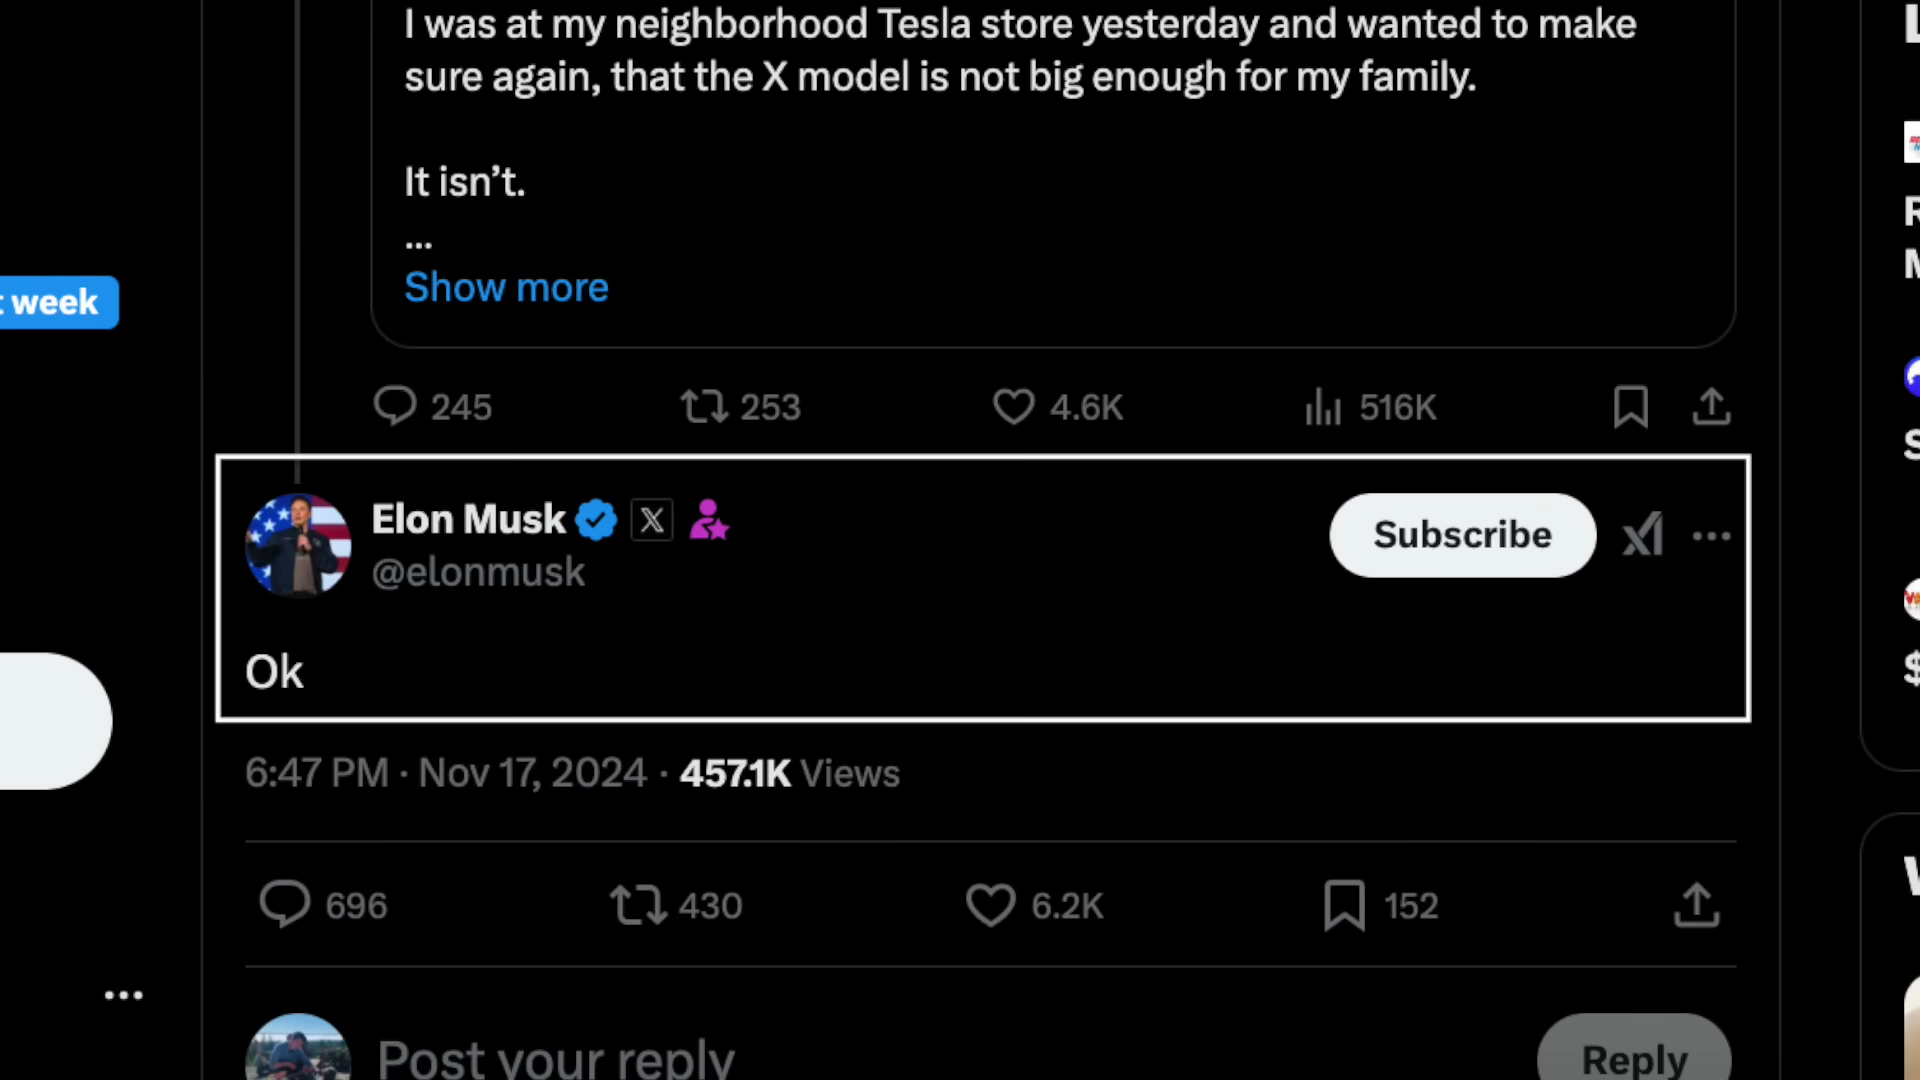 I was at my neighborhood Tesla store yesterday and wanted to make
sure again, that the X model is not big enough for my family.
It isn’t.
...
Show more
week
245 253 4.6K 516K
Elon Musk
@elonmusk
Subscribe
...
Ok
6:47 PM · Nov 17, 2024 · 457.1K Views
696 430 6.2K 152
...
Post your reply
Reply